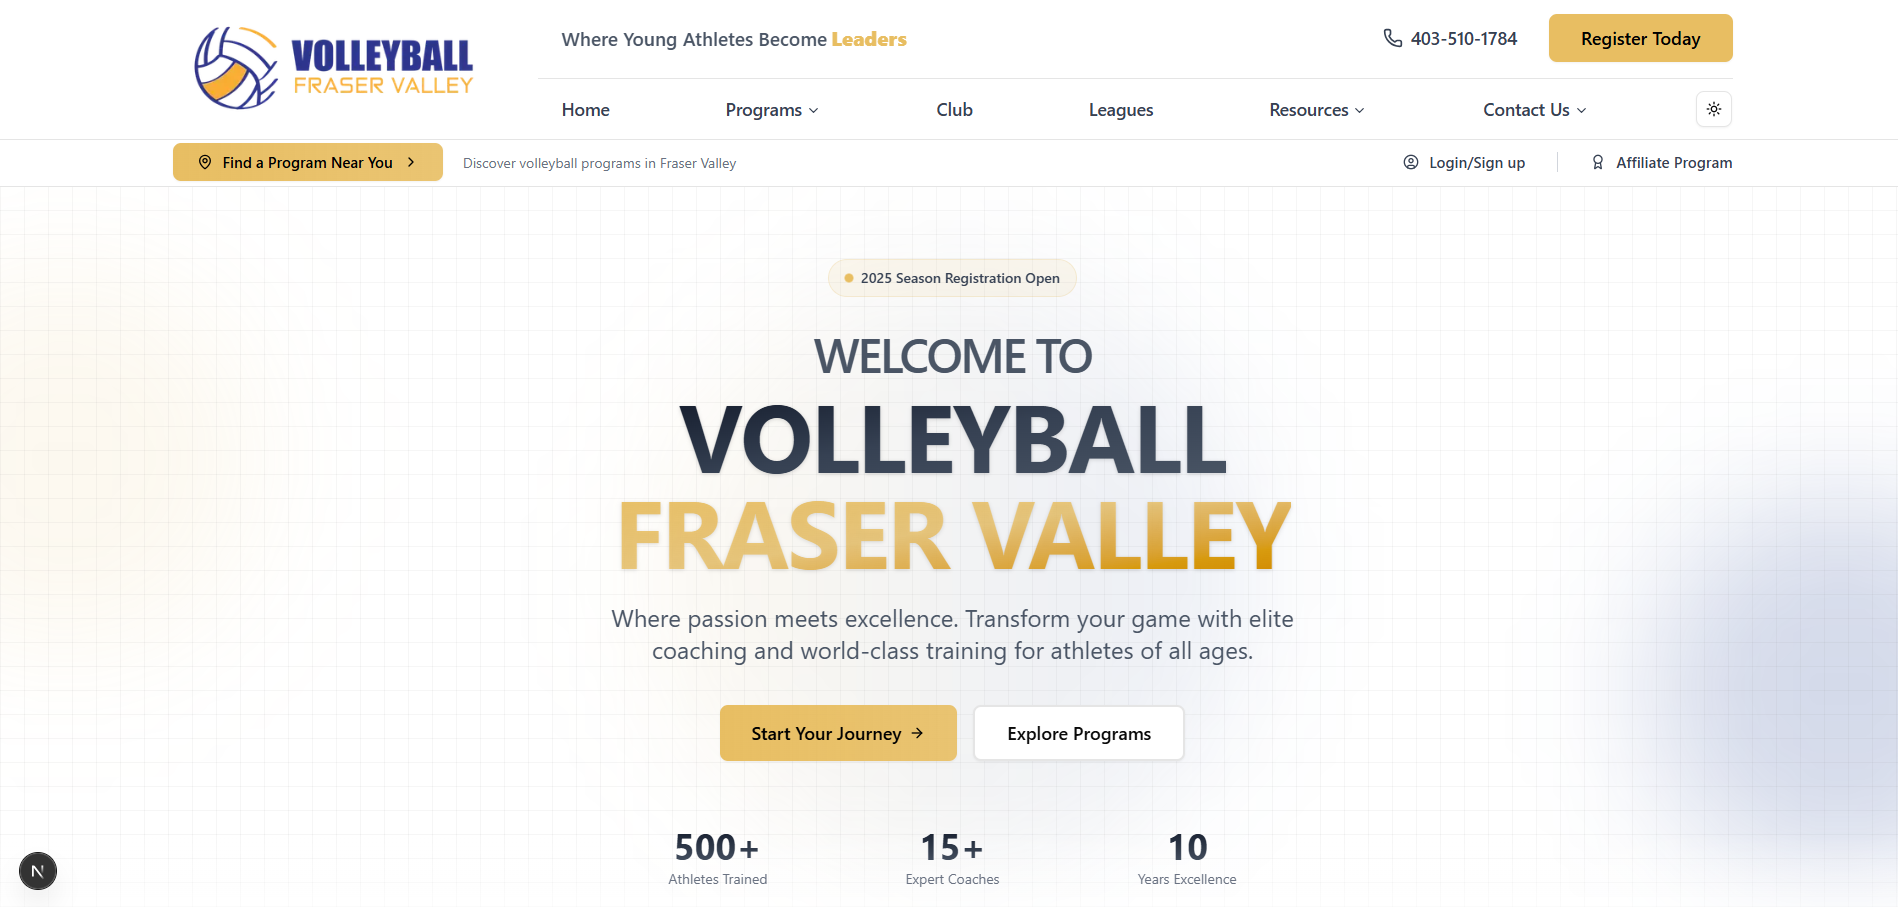 VOLLEYBALL
FRASER VALLEY
Where Young Athletes Become Leaders
403-510-1784
Register Today
Home
Programs
Club
Leagues
Resources
Contact Us
Find a Program Near You
Discover volleyball programs in Fraser Valley
Login/Sign up
Affiliate Program
2025 Season Registration Open
WELCOME TO
VOLLEYBALL
FRASER VALLEY
Where passion meets excellence. Transform your game with elite
coaching and world-class training for athletes of all ages.
Start Your Journey
Explore Programs
500+
Athletes Trained
15+
Expert Coaches
10
Years Excellence
N